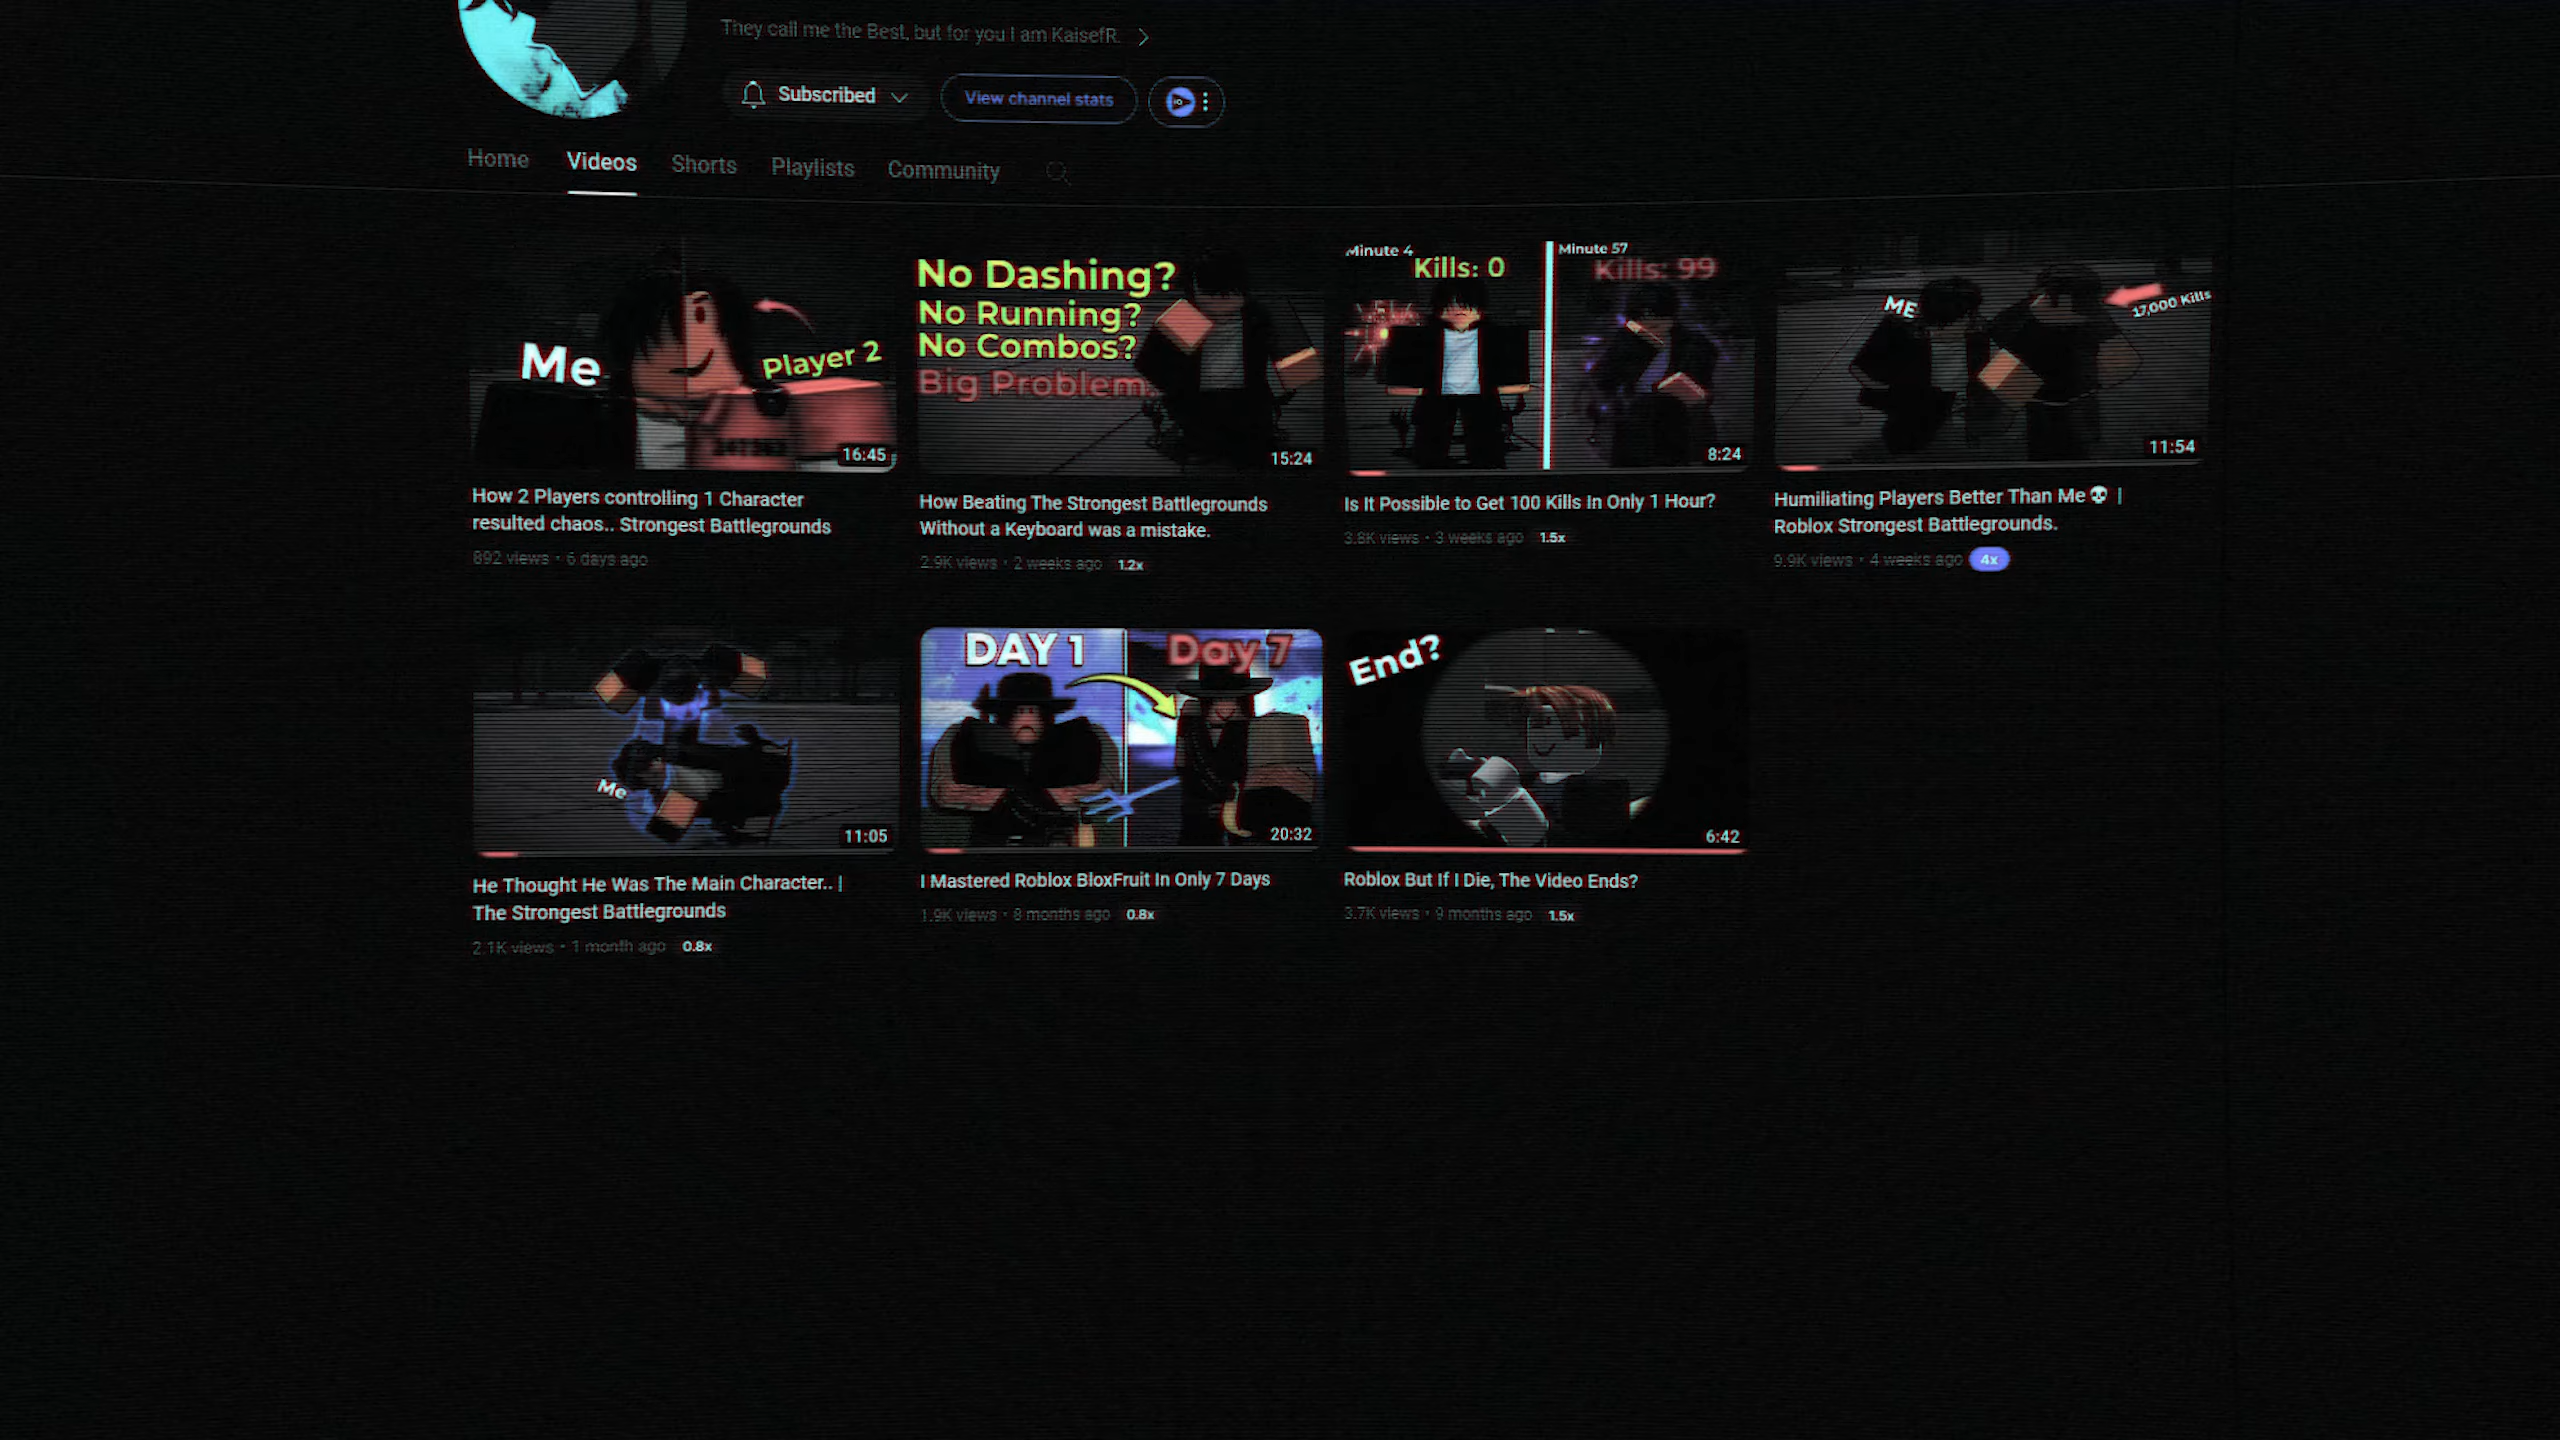 They call me the Best, but for you I am KaisefR.
Subscribed
View channel stats
Home
Videos
Shorts
Playlists
Community
Me
Player 2
16:45
How 2 Players controlling 1 Character
resulted chaos.. Strongest Battlegrounds
892 views • 6 days ago
No Dashing?
No Running?
No Combos?
Big Problem.
15:24
How Beating The Strongest Battlegrounds
Without a Keyboard was a mistake.
2.9K views • 2 weeks ago 1.2x
Minute 4
Kills: 0
Minute 57
Kills: 99
8:24
Is It Possible to Get 100 Kills In Only 1 Hour?
3.8K views • 3 weeks ago 1.5x
ME
17,000 Kills
11:54
Humiliating Players Better Than Me💀 |
Roblox Strongest Battlegrounds.
9.9K views • 4 weeks ago 4x
Me
11:05
He Thought He Was The Main Character.. |
The Strongest Battlegrounds
2.1K views • 1 month ago 0.8x
DAY 1
Day 7
20:32
I Mastered Roblox BloxFruit In Only 7 Days
1.9K views • 8 months ago 0.8x
End?
6:42
Roblox But If I Die, The Video Ends?
3.7K views • 9 months ago 1.5x